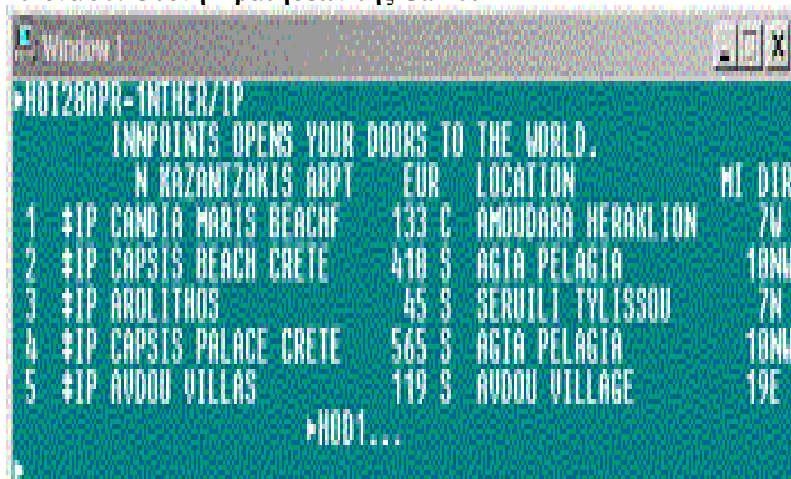 Window 1
►HOT28APR-1NTHER/IP
INNPOINTS OPENS YOUR DOORS TO THE WORLD.
N KAZANTZAKIS ARPT EUR LOCATION MI DIR
1 ‡IP CANDIA MARIS BEACHF 133 C AMOUDARA HERAKLION 7W
2 ‡IP CAPSIS BEACH CRETE 410 S AGIA PELAGIA 10NW
3 ‡IP AROLITHOS 45 S SERVILI TYLISSOU 7W
4 ‡IP CAPSIS PALACE CRETE 565 S AGIA PELAGIA 10NW
5 ‡IP AVDOU VILLAS 119 S AVDOU VILLAGE 19E
►HOD1...
►